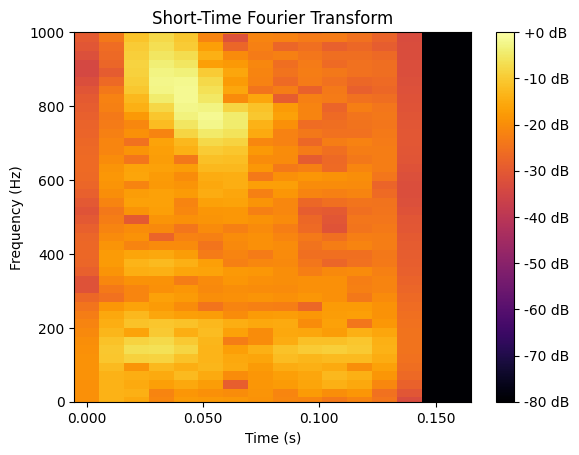 Short-Time Fourier Transform
Frequency (Hz)
1000
800
600
400
200
0
0.000
0.050
0.100
0.150
Time (s)
+0 dB
-10 dB
-20 dB
-30 dB
-40 dB
-50 dB
-60 dB
-70 dB
-80 dB